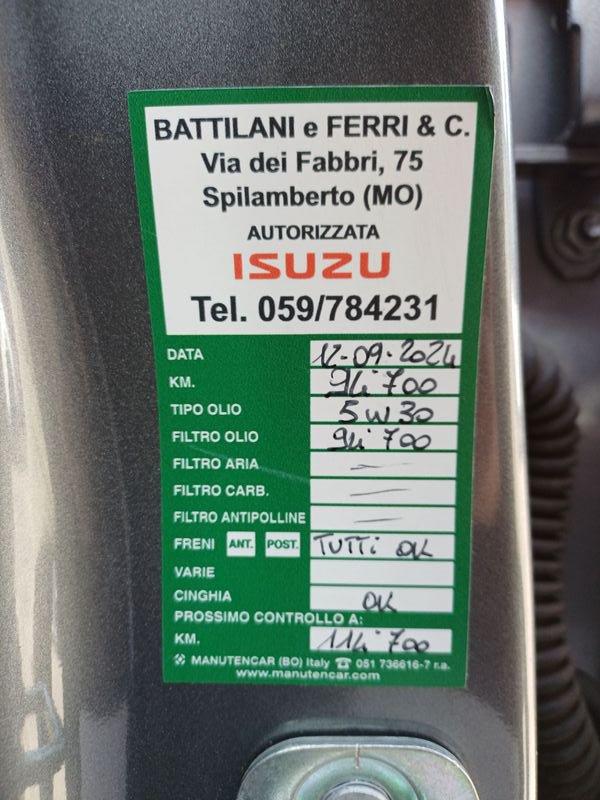 BATTILANI e FERRI & C.
Via dei Fabbri, 75
Spilamberto (MO)
AUTORIZZATA
ISUZU
Tel. 059/784231
DATA 12-09-2024
KM. 94'700
TIPO OLIO 5W30
FILTRO OLIO 94'700
FILTRO ARIA —
FILTRO CARB. —
FILTRO ANTIPOLLINE —
FRENI ANT. POST. TUTTI OK
VARIE
CINGHIA OK
PROSSIMO CONTROLLO A:
KM. 114'700
MANUTENCAR (BO) Italy ☎ 051 736616-7 r.a.
www.manutencar.com